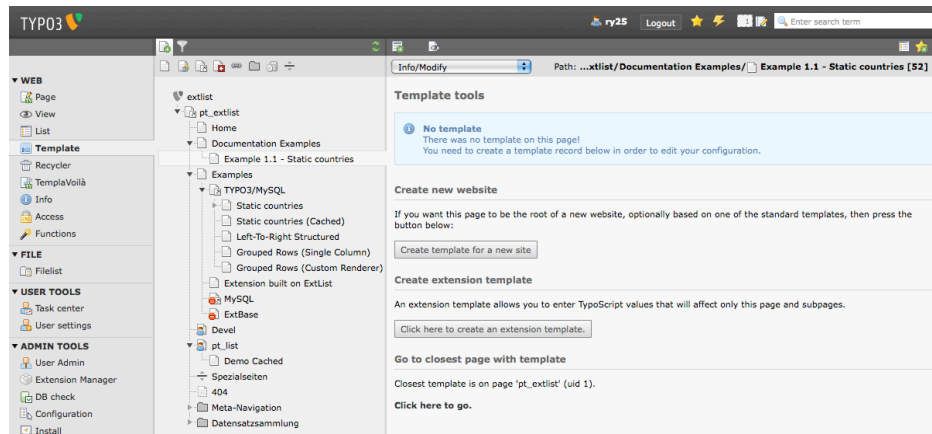 TYPO3
ry25
Logout
1
Enter search term
WEB
Page
View
List
Template
Recycler
TemplaVoilà
Info
Access
Functions
FILE
Filelist
USER TOOLS
Task center
User settings
ADMIN TOOLS
User Admin
Extension Manager
DB check
Configuration
Install
extlist
pt_extlist
Home
Documentation Examples
Example 1.1 - Static countries
Examples
TYPO3/MySQL
Static countries
Static countries (Cached)
Left-To-Right Structured
Grouped Rows (Single Column)
Grouped Rows (Custom Renderer)
Extension built on ExtList
MySQL
ExtBase
Devel
pt_list
Demo Cached
Spezialseiten
404
Meta-Navigation
Datensatzsammlung
Info/Modify
Path: ...xtlist/Documentation Examples/ Example 1.1 - Static countries [52]
Template tools
No template
There was no template on this page!
You need to create a template record below in order to edit your configuration.
Create new website
If you want this page to be the root of a new website, optionally based on one of the standard templates, then press the
button below:
Create template for a new site
Create extension template
An extension template allows you to enter TypoScript values that will affect only this page and subpages.
Click here to create an extension template.
Go to closest page with template
Closest template is on page 'pt_extlist' (uid 1).
Click here to go.